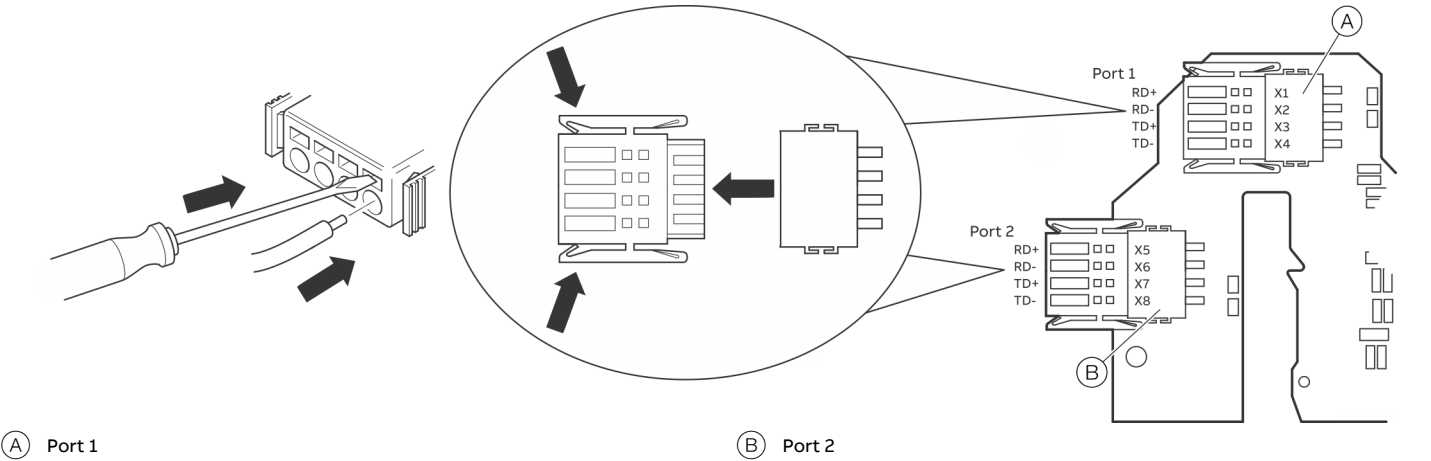 A
Port 1
RD+ X1
RD- X2
TD+ X3
TD- X4
Port 2
RD+ X5
RD- X6
TD+ X7
TD- X8
B
A Port 1
B Port 2